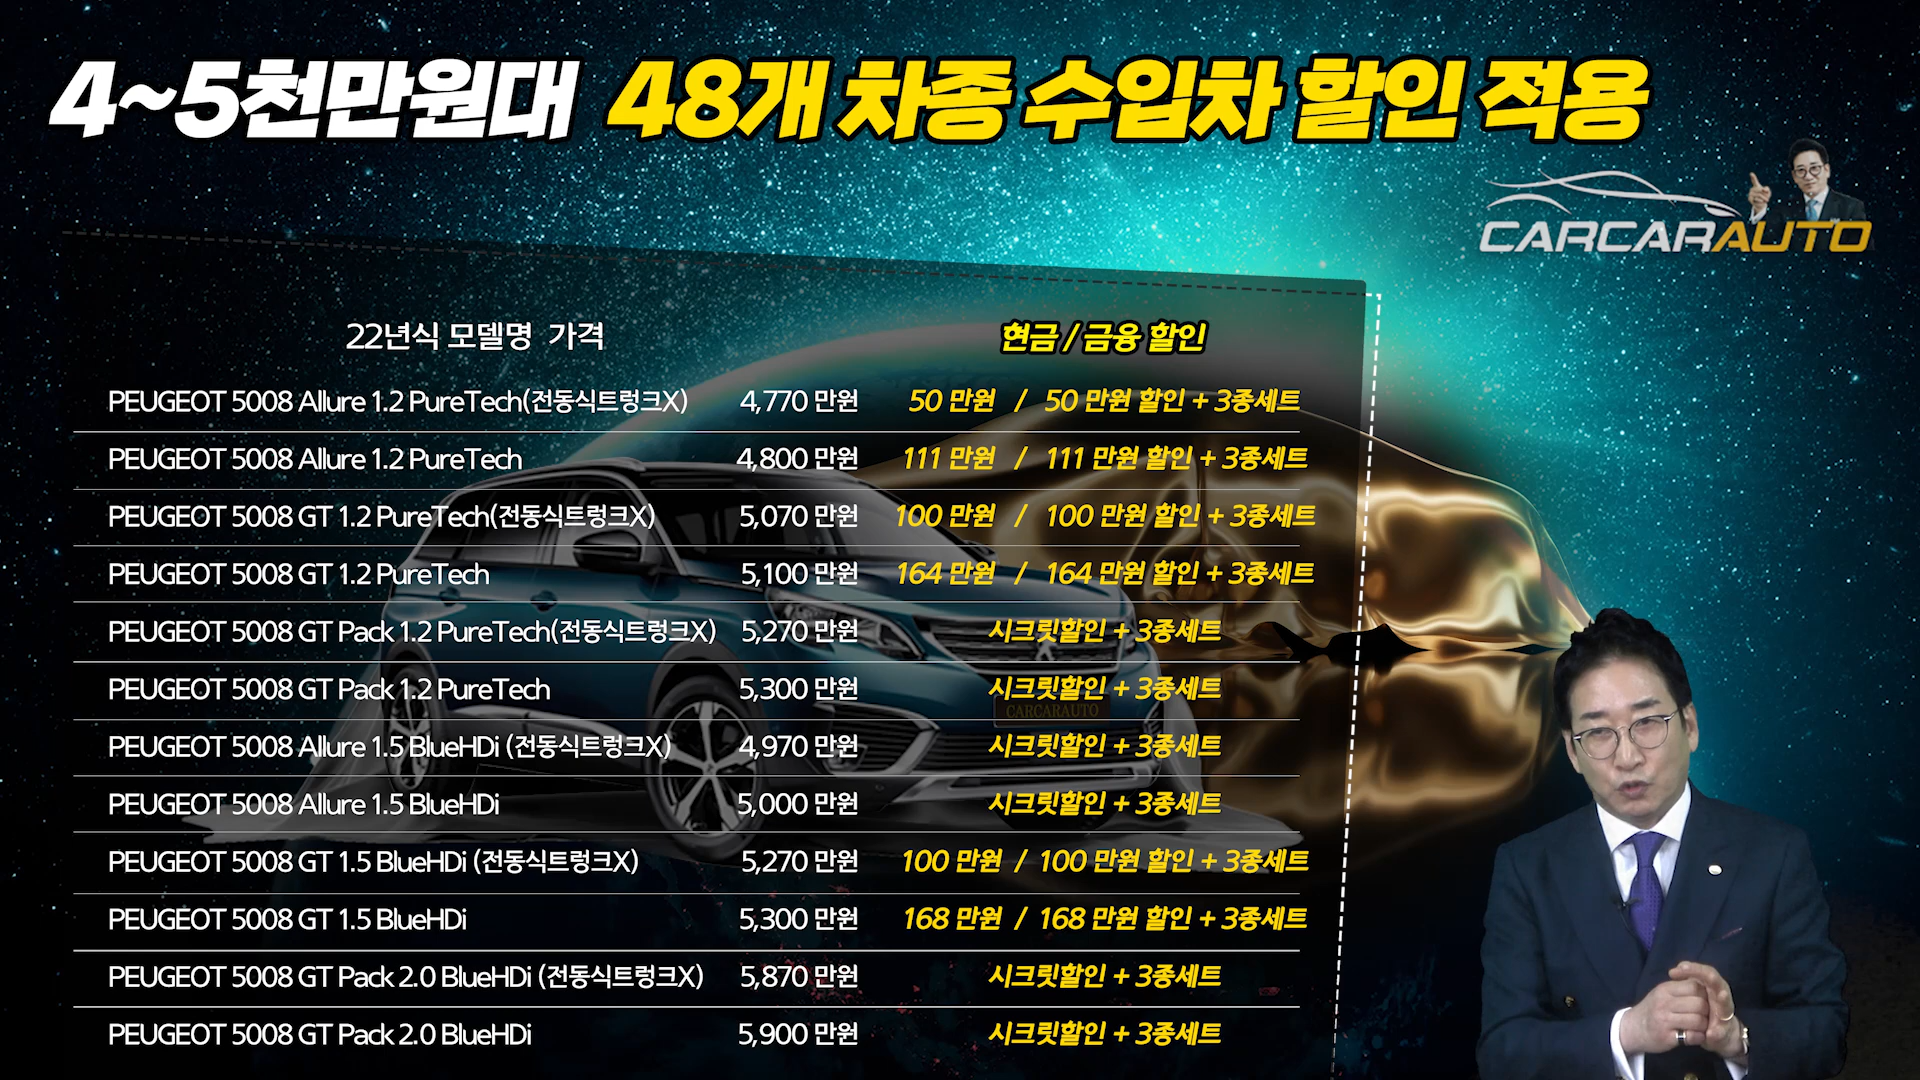 4~5천만원대 48개 차종 수입차 할인 적용
CARCARAUTO
22년식 모델명 가격 현금 / 금융 할인
PEUGEOT 5008 Allure 1.2 PureTech(전동식트렁크X) 4,770 만원 50 만원 / 50 만원 할인 + 3종세트
PEUGEOT 5008 Allure 1.2 PureTech 4,800 만원 111 만원 / 111 만원 할인 + 3종세트
PEUGEOT 5008 GT 1.2 PureTech(전동식트렁크X) 5,070 만원 100 만원 / 100 만원 할인 + 3종세트
PEUGEOT 5008 GT 1.2 PureTech 5,100 만원 164 만원 / 164 만원 할인 + 3종세트
PEUGEOT 5008 GT Pack 1.2 PureTech(전동식트렁크X) 5,270 만원 시크릿할인 + 3종세트
PEUGEOT 5008 GT Pack 1.2 PureTech 5,300 만원 시크릿할인 + 3종세트
CARCARAUTO
PEUGEOT 5008 Allure 1.5 BlueHDi (전동식트렁크X) 4,970 만원 시크릿할인 + 3종세트
PEUGEOT 5008 Allure 1.5 BlueHDi 5,000 만원 시크릿할인 + 3종세트
PEUGEOT 5008 GT 1.5 BlueHDi (전동식트렁크X) 5,270 만원 100 만원 / 100 만원 할인 + 3종세트
PEUGEOT 5008 GT 1.5 BlueHDi 5,300 만원 168 만원 / 168 만원 할인 + 3종세트
PEUGEOT 5008 GT Pack 2.0 BlueHDi (전동식트렁크X) 5,870 만원 시크릿할인 + 3종세트
PEUGEOT 5008 GT Pack 2.0 BlueHDi 5,900 만원 시크릿할인 + 3종세트